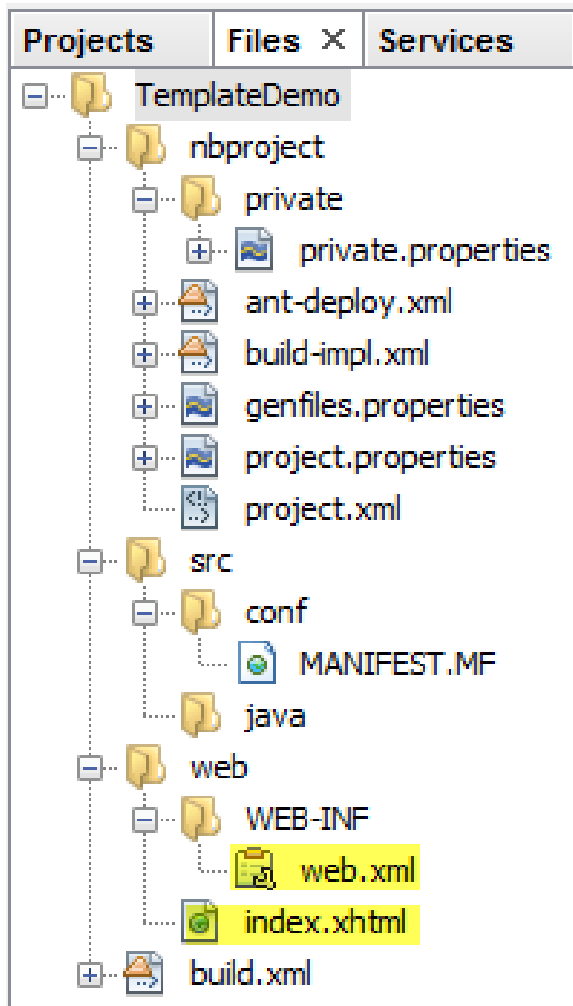 Projects Files × Services
TemplateDemo
nbproject
private
private.properties
ant-deploy.xml
build-impl.xml
genfiles.properties
project.properties
project.xml
src
conf
MANIFEST.MF
java
web
WEB-INF
web.xml
index.xhtml
build.xml